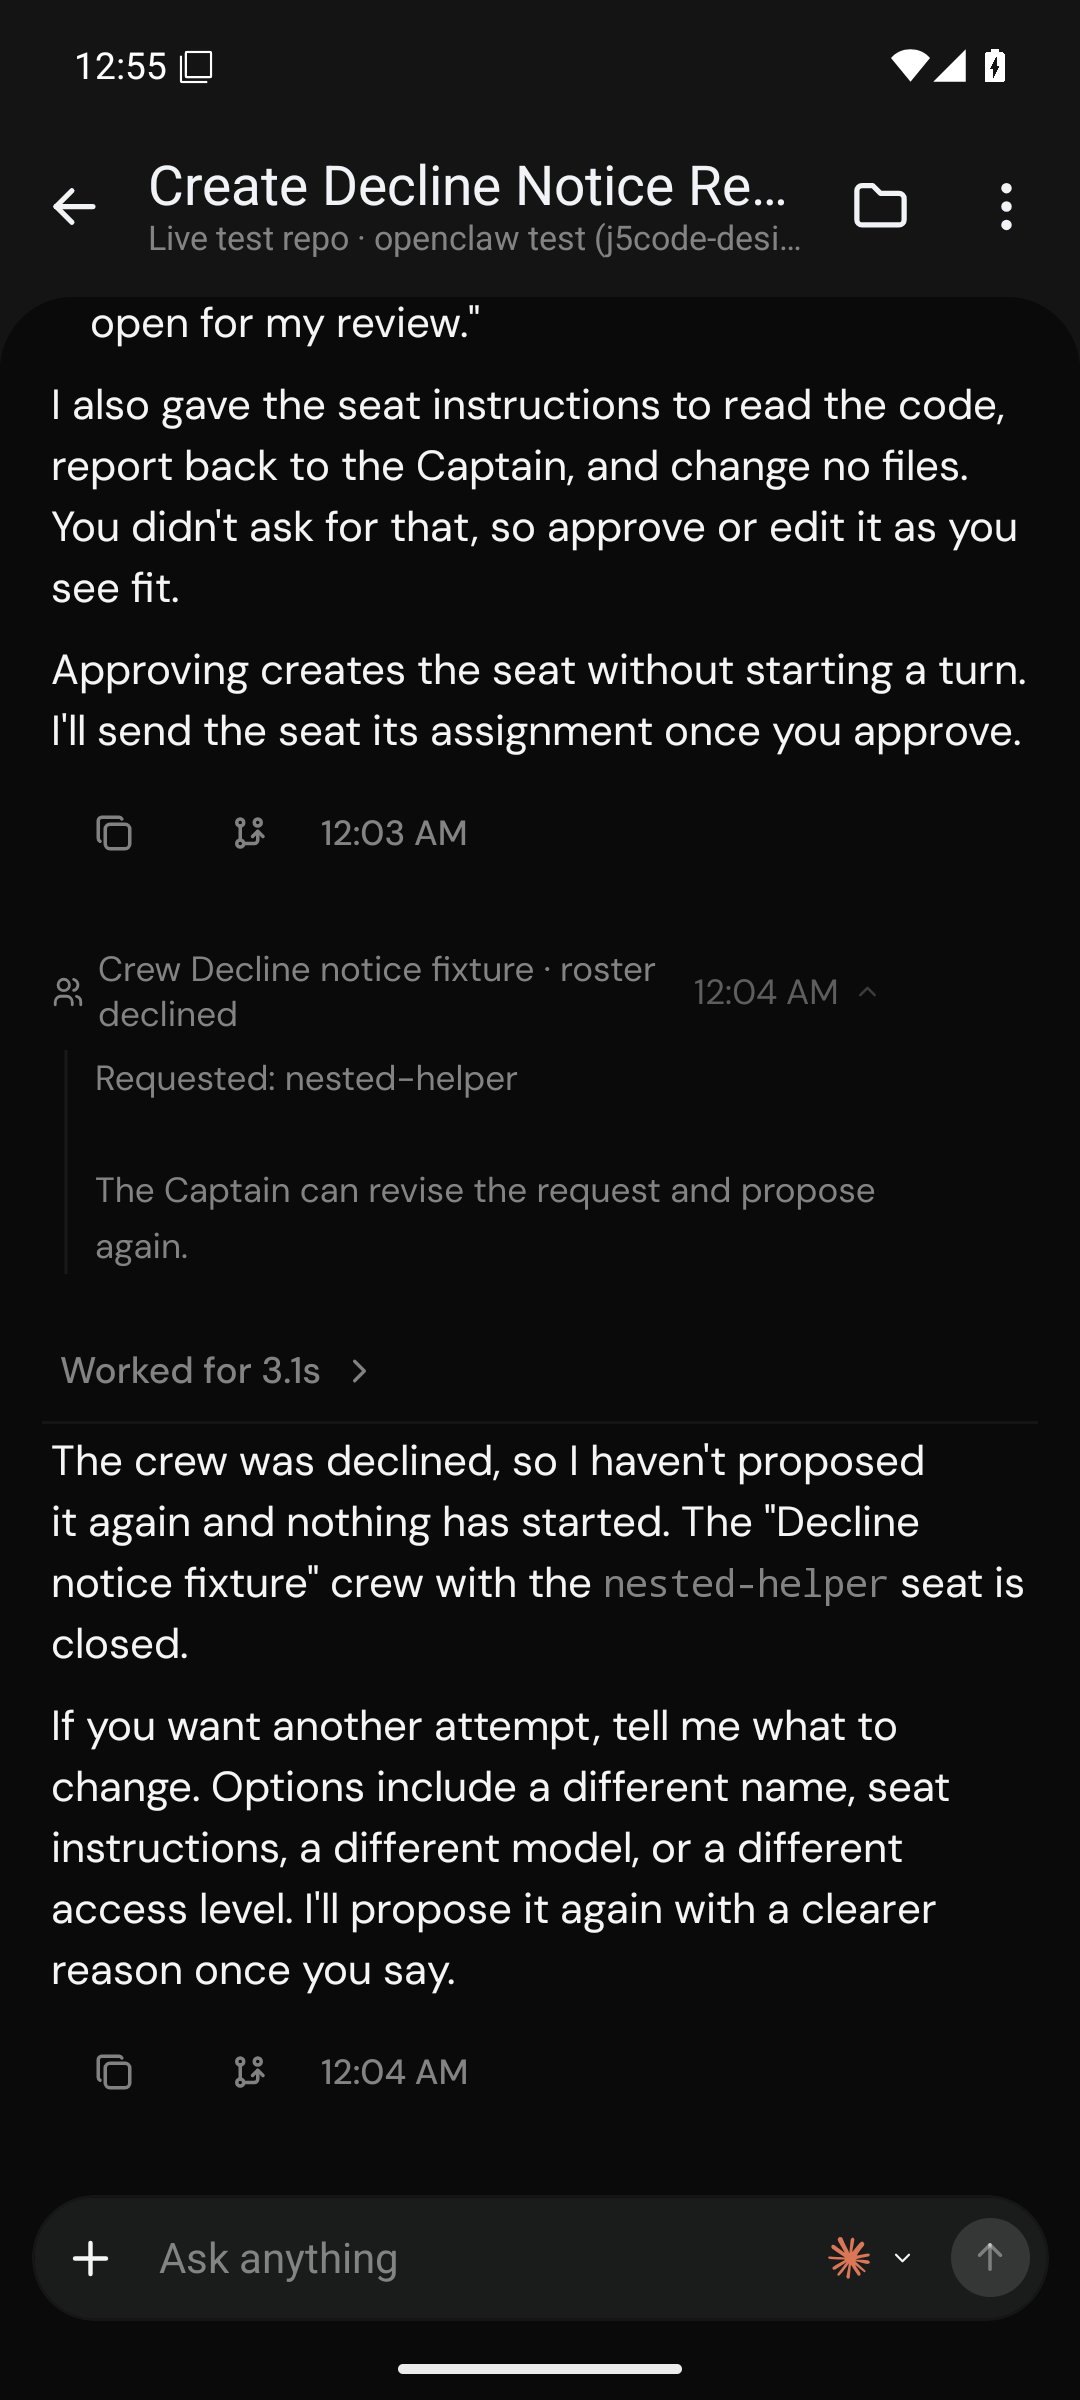 12:55
Create Decline Notice Re...
Live test repo · openclaw test (j5code-desi...
open for my review."
I also gave the seat instructions to read the code,
report back to the Captain, and change no files.
You didn't ask for that, so approve or edit it as you
see fit.
Approving creates the seat without starting a turn.
I'll send the seat its assignment once you approve.
12:03 AM
Crew Decline notice fixture · roster
declined
12:04 AM
Requested: nested-helper
The Captain can revise the request and propose
again.
Worked for 3.1s
The crew was declined, so I haven't proposed
it again and nothing has started. The "Decline
notice fixture" crew with the nested-helper seat is
closed.
If you want another attempt, tell me what to
change. Options include a different name, seat
instructions, a different model, or a different
access level. I'll propose it again with a clearer
reason once you say.
12:04 AM
Ask anything